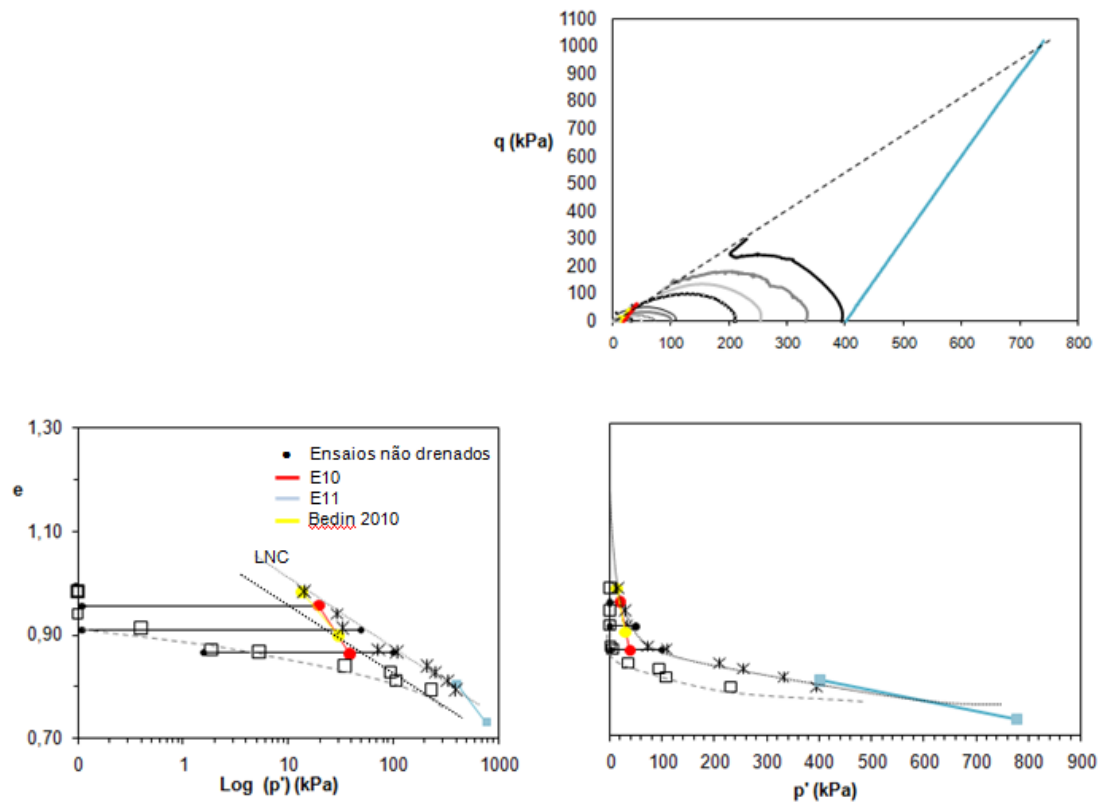 1100
1000
900
800
700
600
500
400
300
200
100
0
q (kPa)
0 100 200 300 400 500 600 700 800
1,30
1,10
0,90
0,70
e
Ensaios não drenados
E10
E11
Bedin 2010
LNC
0 1 10 100 1000
Log (p') (kPa)
0 100 200 300 400 500 600 700 800 900
p' (kPa)